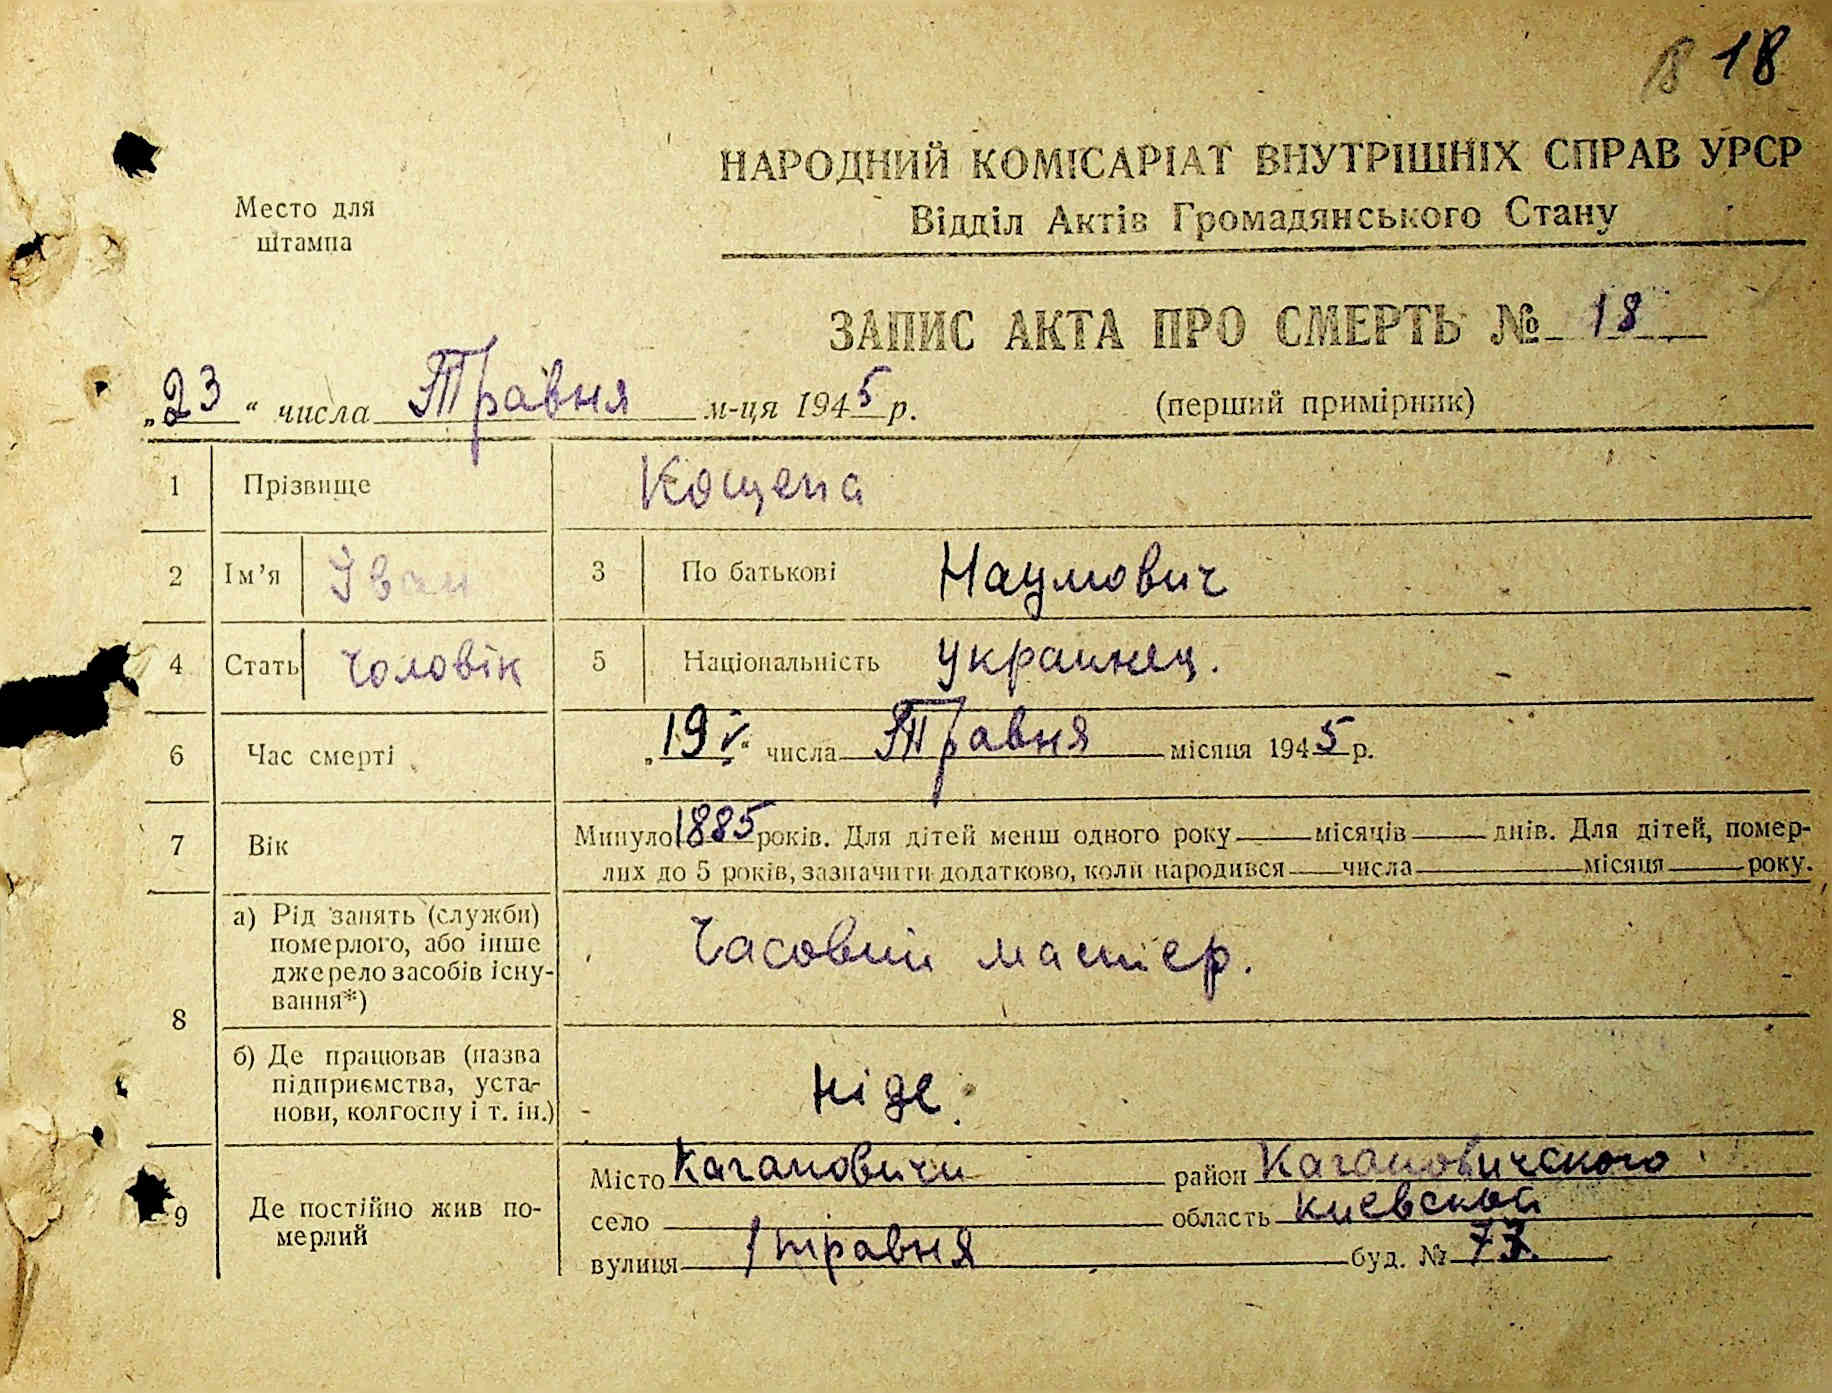 В 18
НАРОДНИЙ КОМІСАРІАТ ВНУТРІШНІХ СПРАВ УРСР
Відділ Актів Громадянського Стану
Место для
штампа
ЗАПИС АКТА ПРО СМЕРТЬ № 18
„23“ числа Травня м-ця 1945 р.
(перший примірник)
1 Прізвище Кощепа
2 Ім’я Іван 3 По батькові Наумович
4 Стать Чоловік 5 Національність украинец.
6 Час смерті „19“ числа Травня місяця 1945 р.
7 Вік Минуло 1885 років. Для дітей менш одного року місяців днів. Для дітей, помер-
лих до 5 років, зазначити додатково, коли народився числа місяця року.
8 а) Рід занять (служби)
померлого, або інше
джерело засобів існу-
вання*)
Часовий мастер.
б) Де працював (назва
підприємства, уста-
нови, колгоспу і т. ін.)
Ніде.
9 Де постійно жив по-
мерлий
Місто Кагановичи район Кагановичского
село область Киевской
вулиця 1 травня буд. № 73.